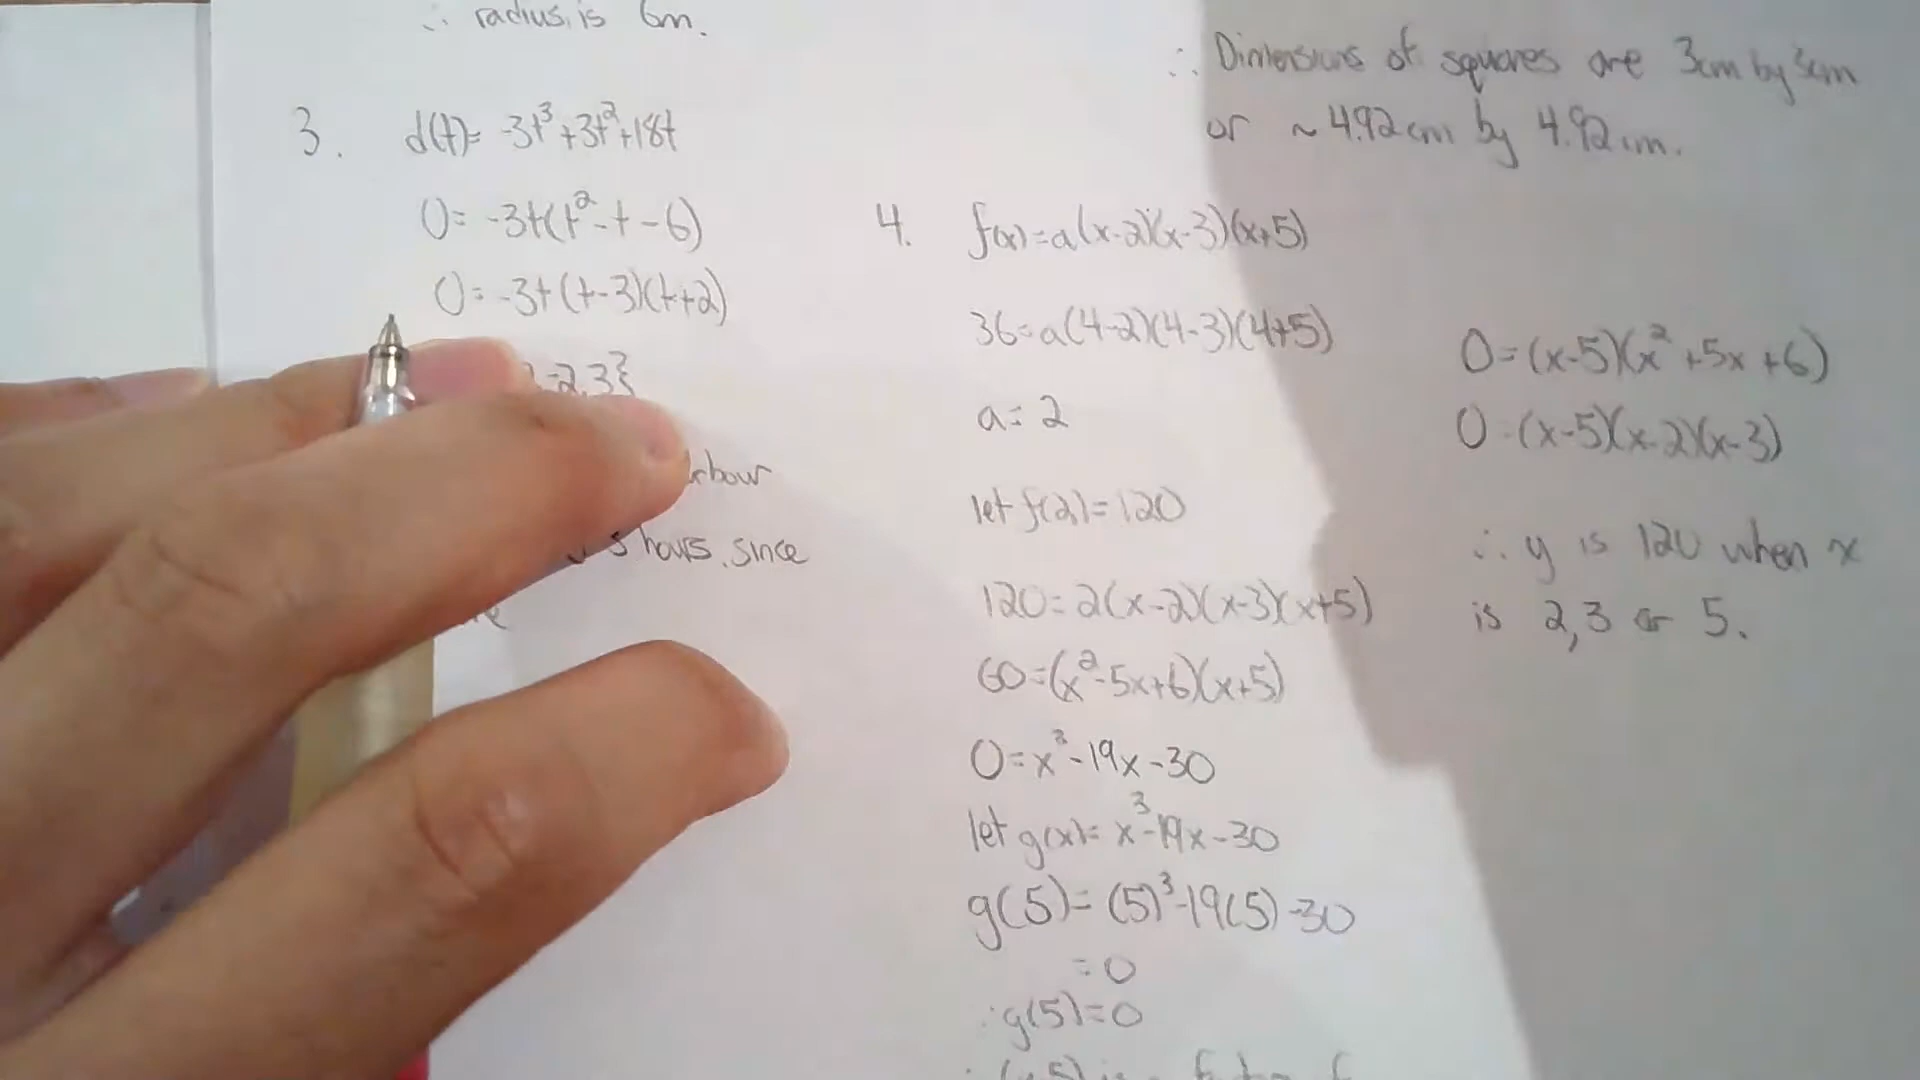 ∴ radius is 6m.
3. d(t)= -3t³+3t²+18t
0= -3t(t²-t-6)
0= -3t(t-3)(t+2)
-2,3}
hours, since
∴ Dimensions of squares are 3cm by 3cm
or ~4.92cm by 4.92cm.
4. f(x)=a(x-2)(x-3)(x+5)
36=a(4-2)(4-3)(4+5)
a=2
let f(2)=120
120=2(x-2)(x-3)(x+5)
60=(x²-5x+6)(x+5)
0=x³-19x-30
let g(x)= x³-19x-30
g(5)= (5)³-19(5)-30
=0
∴g(5)=0
0=(x-5)(x²+5x+6)
0=(x-5)(x-2)(x-3)
∴ y is 120 when x
is 2,3 or 5.